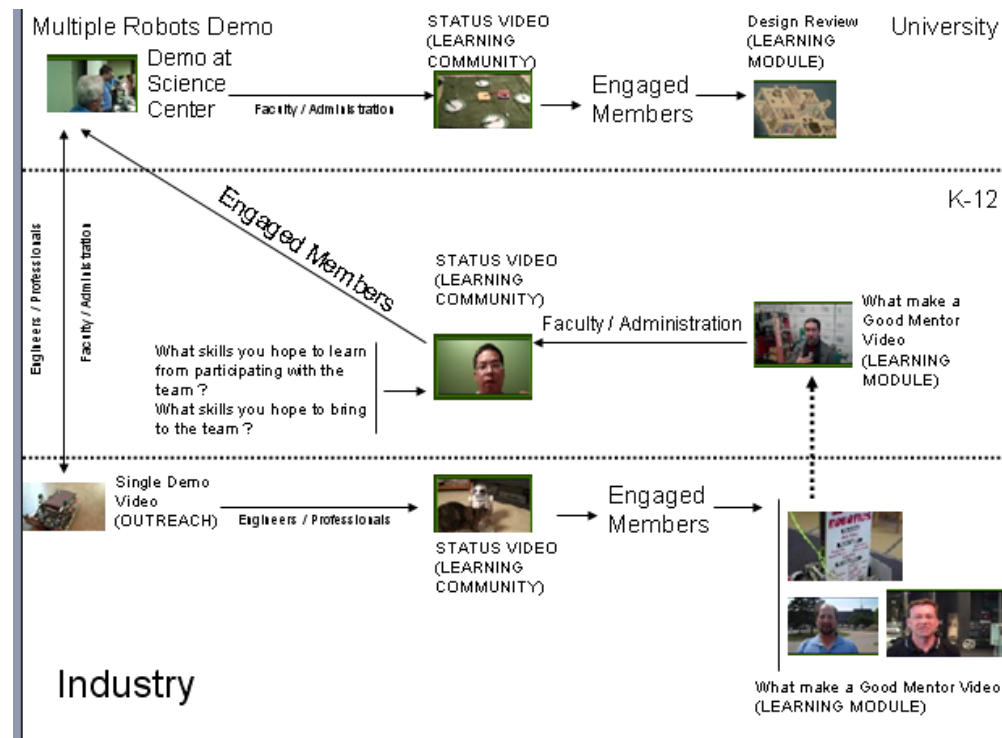 Multiple Robots Demo
Demo at
Science
Center
Faculty / Administration
STATUS VIDEO
(LEARNING
COMMUNITY)
Engaged
Members
Design Review
(LEARNING
MODULE)
University
K-12
Engineers / Professionals
Faculty / Administration
Engaged Members
STATUS VIDEO
(LEARNING
COMMUNITY)
Faculty / Administration
What make a
Good Mentor
Video
(LEARNING
MODULE)
What skills you hope to learn
from participating with the
team ?
What skills you hope to bring
to the team ?
Single Demo
Video
(OUTREACH)
Engineers / Professionals
STATUS VIDEO
(LEARNING
COMMUNITY)
Engaged
Members
ROBOTICS
What make a Good Mentor Video
(LEARNING MODULE)
Industry